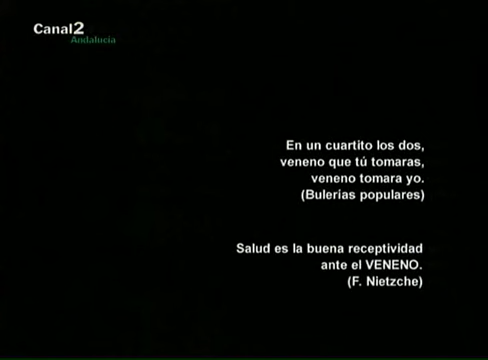 Canal2
Andalucía
En un cuartito los dos,
veneno que tú tomaras,
veneno tomara yo.
(Bulerías populares)
Salud es la buena receptividad
ante el VENENO.
(F. Nietzche)